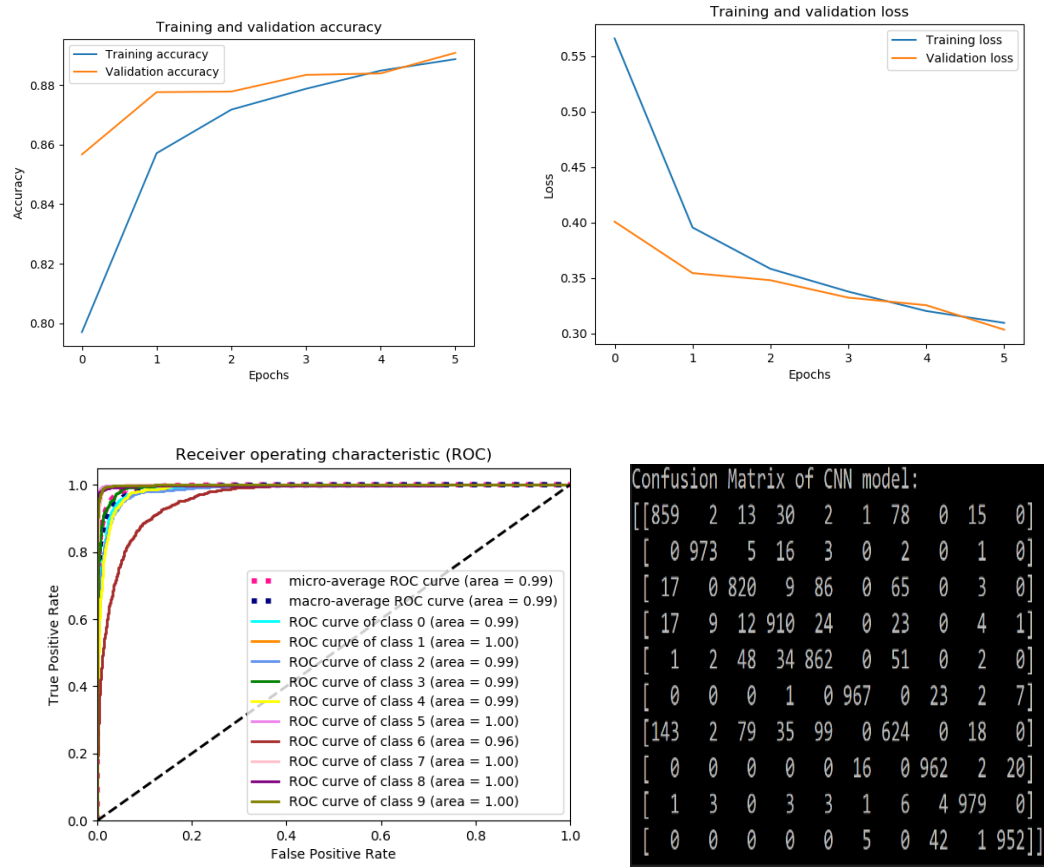 Training and validation accuracy
Training accuracy
Validation accuracy
0.88
0.86
0.84
0.82
0.80
Accuracy
0 1 2 3 4 5
Epochs
Training and validation loss
Training loss
Validation loss
0.55
0.50
0.45
0.40
0.35
0.30
Loss
0 1 2 3 4 5
Epochs
Receiver operating characteristic (ROC)
1.0
0.8
0.6
0.4
0.2
0.0
True Positive Rate
micro-average ROC curve (area = 0.99)
macro-average ROC curve (area = 0.99)
ROC curve of class 0 (area = 0.99)
ROC curve of class 1 (area = 1.00)
ROC curve of class 2 (area = 0.99)
ROC curve of class 3 (area = 0.99)
ROC curve of class 4 (area = 0.99)
ROC curve of class 5 (area = 1.00)
ROC curve of class 6 (area = 0.96)
ROC curve of class 7 (area = 1.00)
ROC curve of class 8 (area = 1.00)
ROC curve of class 9 (area = 1.00)
0.0 0.2 0.4 0.6 0.8 1.0
False Positive Rate
Confusion Matrix of CNN model:
[[859 2 13 30 2 1 78 0 15 0]
[ 0 973 5 16 3 0 2 0 1 0]
[ 17 0 820 9 86 0 65 0 3 0]
[ 17 9 12 910 24 0 23 0 4 1]
[ 1 2 48 34 862 0 51 0 2 0]
[ 0 0 0 1 0 967 0 23 2 7]
[143 2 79 35 99 0 624 0 18 0]
[ 0 0 0 0 0 16 0 962 2 20]
[ 1 3 0 3 3 1 6 4 979 0]
[ 0 0 0 0 0 5 0 42 1 952]]